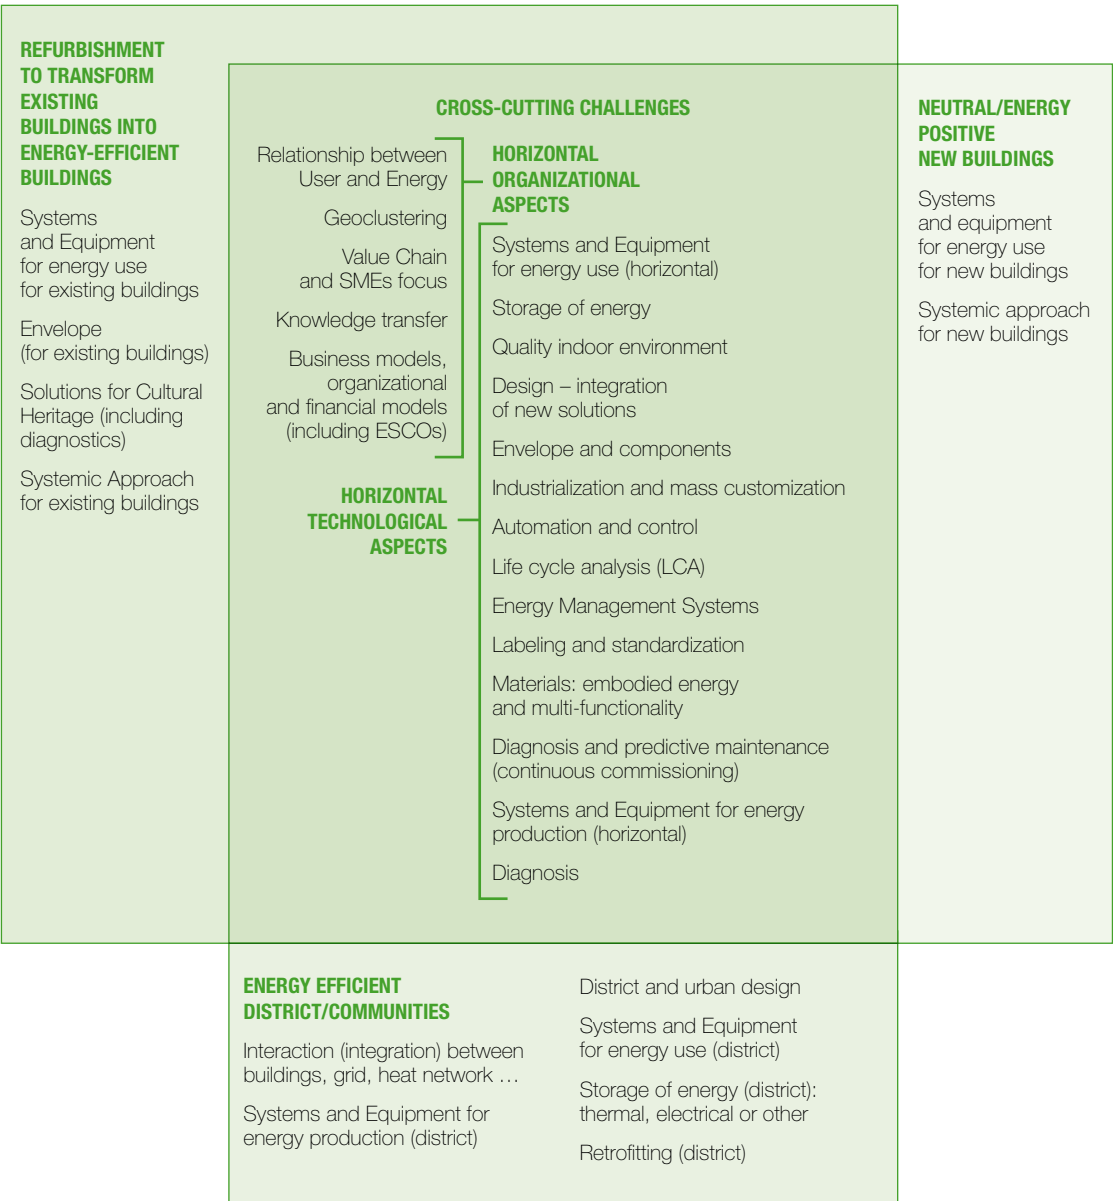 REFURBISHMENT
TO TRANSFORM
EXISTING
BUILDINGS INTO
ENERGY-EFFICIENT
BUILDINGS
Systems
and Equipment
for energy use
for existing buildings
Envelope
(for existing buildings)
Solutions for Cultural
Heritage (including
diagnostics)
Systemic Approach
for existing buildings
CROSS-CUTTING CHALLENGES
Relationship between
User and Energy
Geoclustering
Value Chain
and SMEs focus
Knowledge transfer
Business models,
organizational
and financial models
(including ESCOs)
HORIZONTAL
ORGANIZATIONAL
ASPECTS
HORIZONTAL
TECHNOLOGICAL
ASPECTS
Systems and Equipment
for energy use (horizontal)
Storage of energy
Quality indoor environment
Design – integration
of new solutions
Envelope and components
Industrialization and mass customization
Automation and control
Life cycle analysis (LCA)
Energy Management Systems
Labeling and standardization
Materials: embodied energy
and multi-functionality
Diagnosis and predictive maintenance
(continuous commissioning)
Systems and Equipment for energy
production (horizontal)
Diagnosis
NEUTRAL/ENERGY
POSITIVE
NEW BUILDINGS
Systems
and equipment
for energy use
for new buildings
Systemic approach
for new buildings
ENERGY EFFICIENT
DISTRICT/COMMUNITIES
Interaction (integration) between
buildings, grid, heat network …
Systems and Equipment for
energy production (district)
District and urban design
Systems and Equipment
for energy use (district)
Storage of energy (district):
thermal, electrical or other
Retrofitting (district)